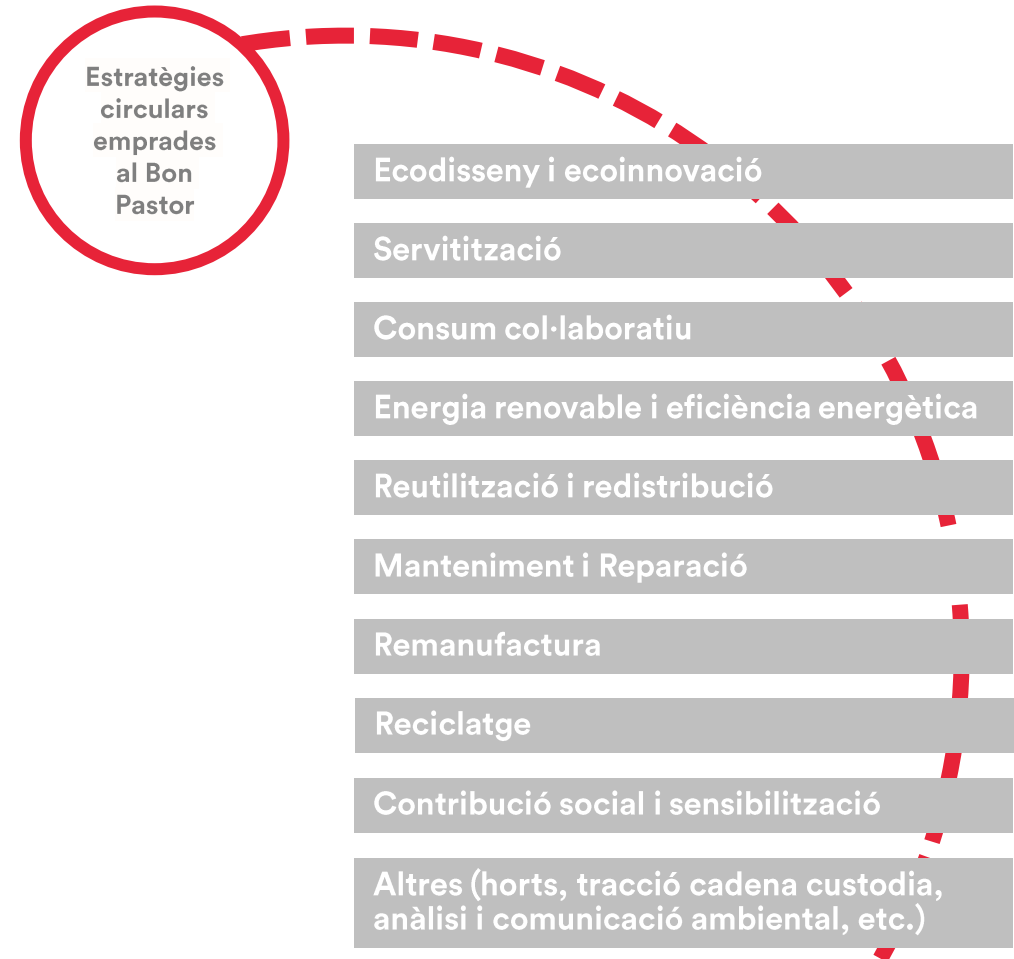 Estratègies
circulars
emprades
al Bon
Pastor
Ecodisseny i ecoinnovació
Servitització
Consum col·laboratiu
Energia renovable i eficiència energètica
Reutilització i redistribució
Manteniment i Reparació
Remanufactura
Reciclatge
Contribució social i sensibilització
Altres (horts, tracció cadena custodia,
anàlisi i comunicació ambiental, etc.)